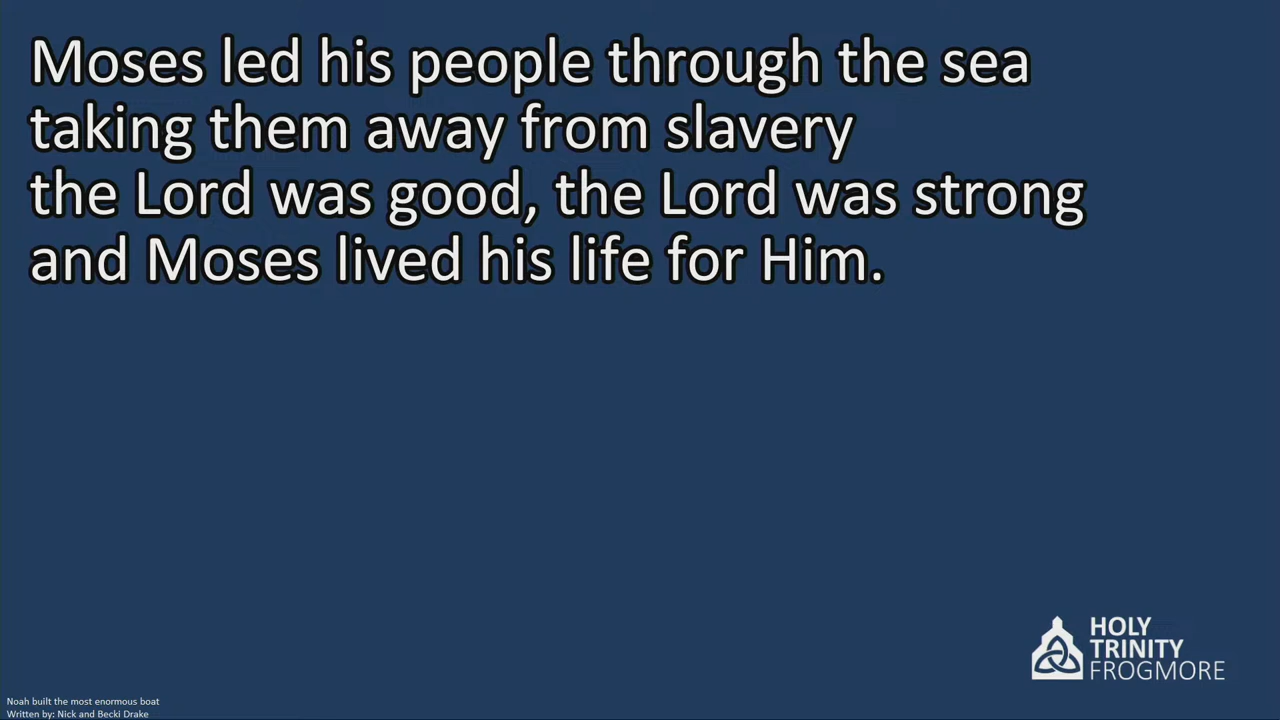 Moses led his people through the sea
taking them away from slavery
the Lord was good, the Lord was strong
and Moses lived his life for Him.
HOLY
TRINITY
FROGMORE
Noah built the most enormous boat
Written by: Nick and Becki Drake